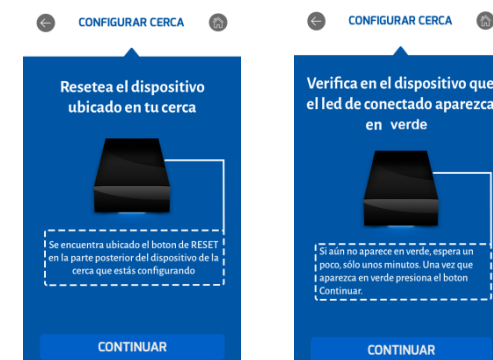 CONFIGURAR CERCA
Resetea el dispositivo
ubicado en tu cerca
Se encuentra ubicado el boton de RESET
en la parte posterior del dispositivo de la
cerca que estás configurando
CONTINUAR
CONFIGURAR CERCA
Verifica en el dispositivo que
el led de conectado aparezca
en verde
Si aún no aparece en verde, espera un
poco, sólo unos minutos. Una vez que
aparezca en verde presiona el boton
Continuar.
CONTINUAR